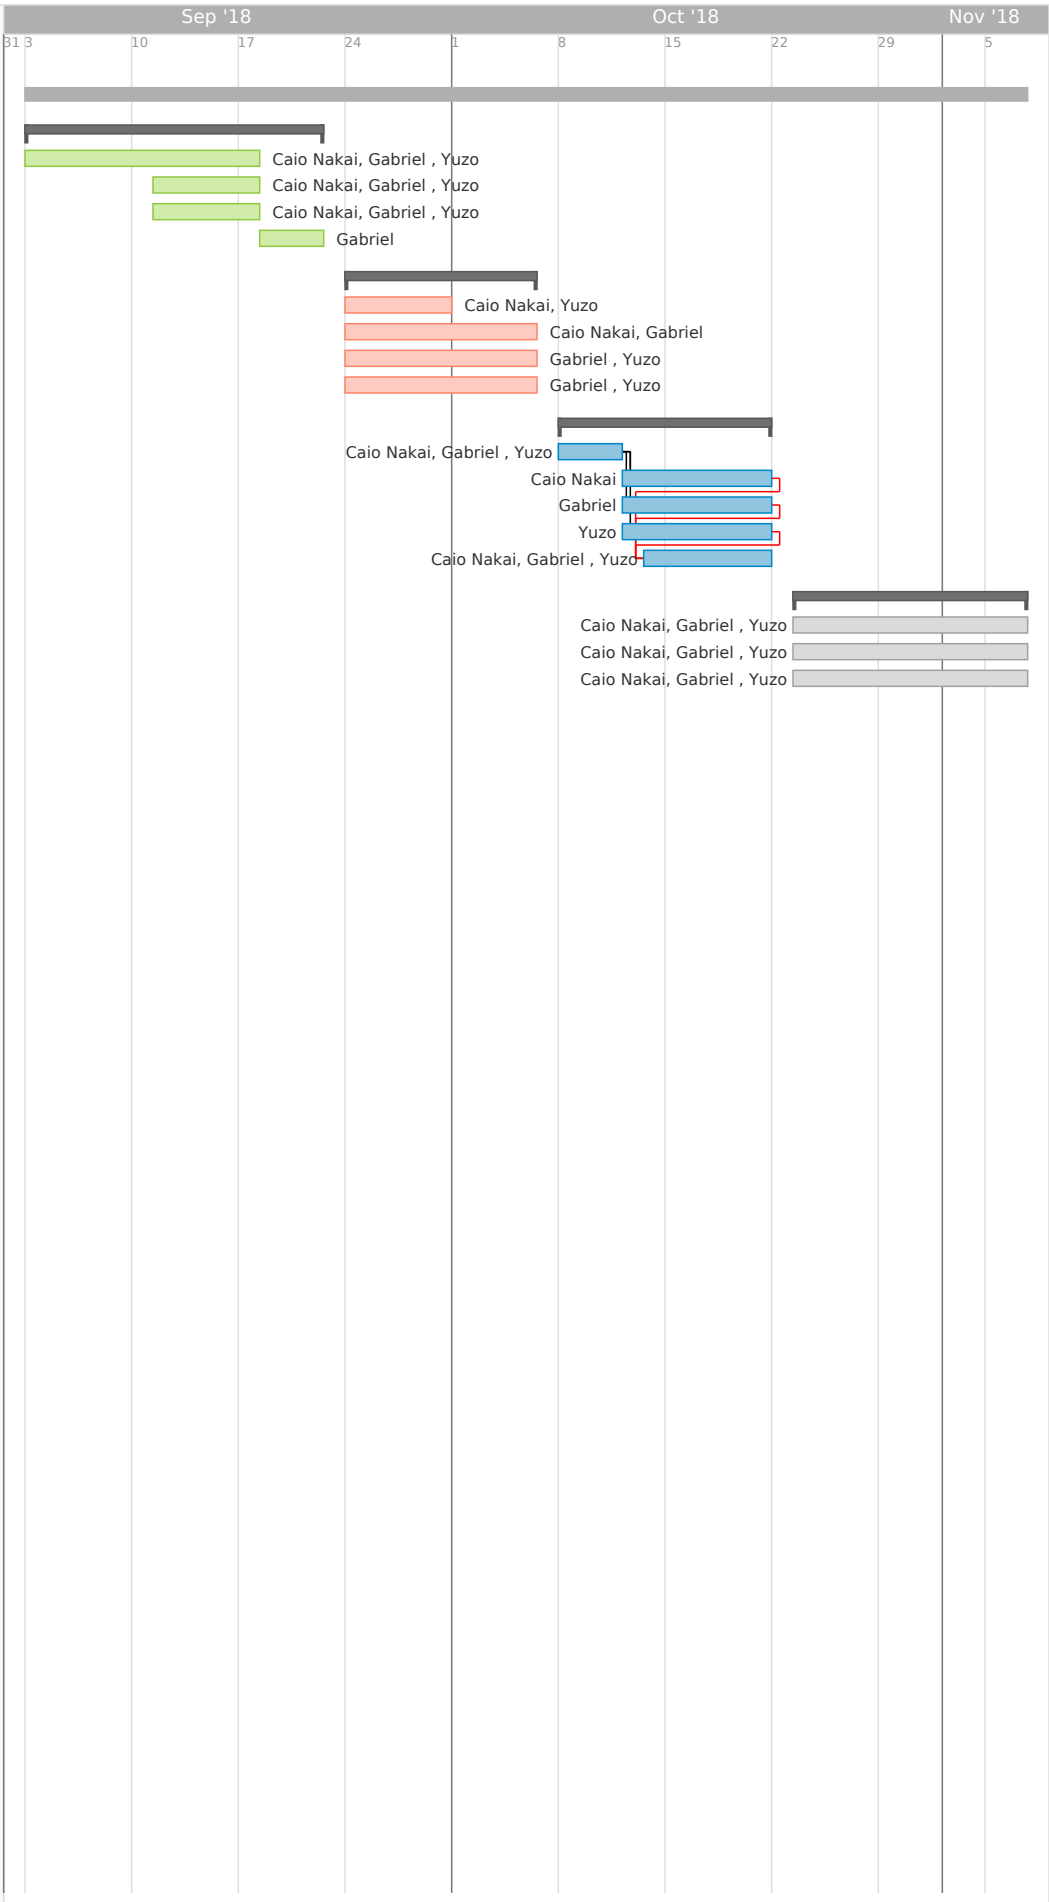 Sep '18 Oct '18 Nov '18
31 3 10 17 24 1 8 15 22 29 5
Caio Nakai, Gabriel , Yuzo
Caio Nakai, Gabriel , Yuzo
Caio Nakai, Gabriel , Yuzo
Gabriel
Caio Nakai, Yuzo
Caio Nakai, Gabriel
Gabriel , Yuzo
Gabriel , Yuzo
Caio Nakai, Gabriel , Yuzo
Caio Nakai
Gabriel
Yuzo
Caio Nakai, Gabriel , Yuzo
Caio Nakai, Gabriel , Yuzo
Caio Nakai, Gabriel , Yuzo
Caio Nakai, Gabriel , Yuzo